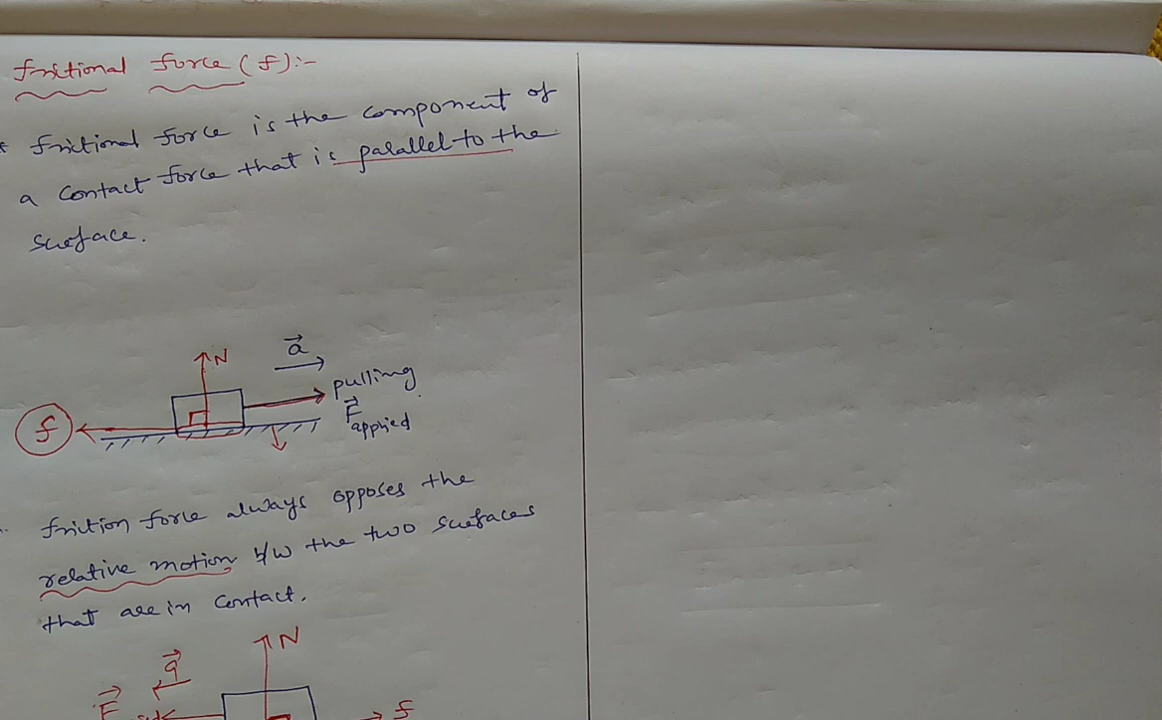 frictional force (f):-
* frictional force is the component of
a contact force that is parallel to the
surface.
N
a
pulling
F applied
f
friction force always opposes the
relative motion b/w the two surfaces
that are in contact.
N
a
F
f